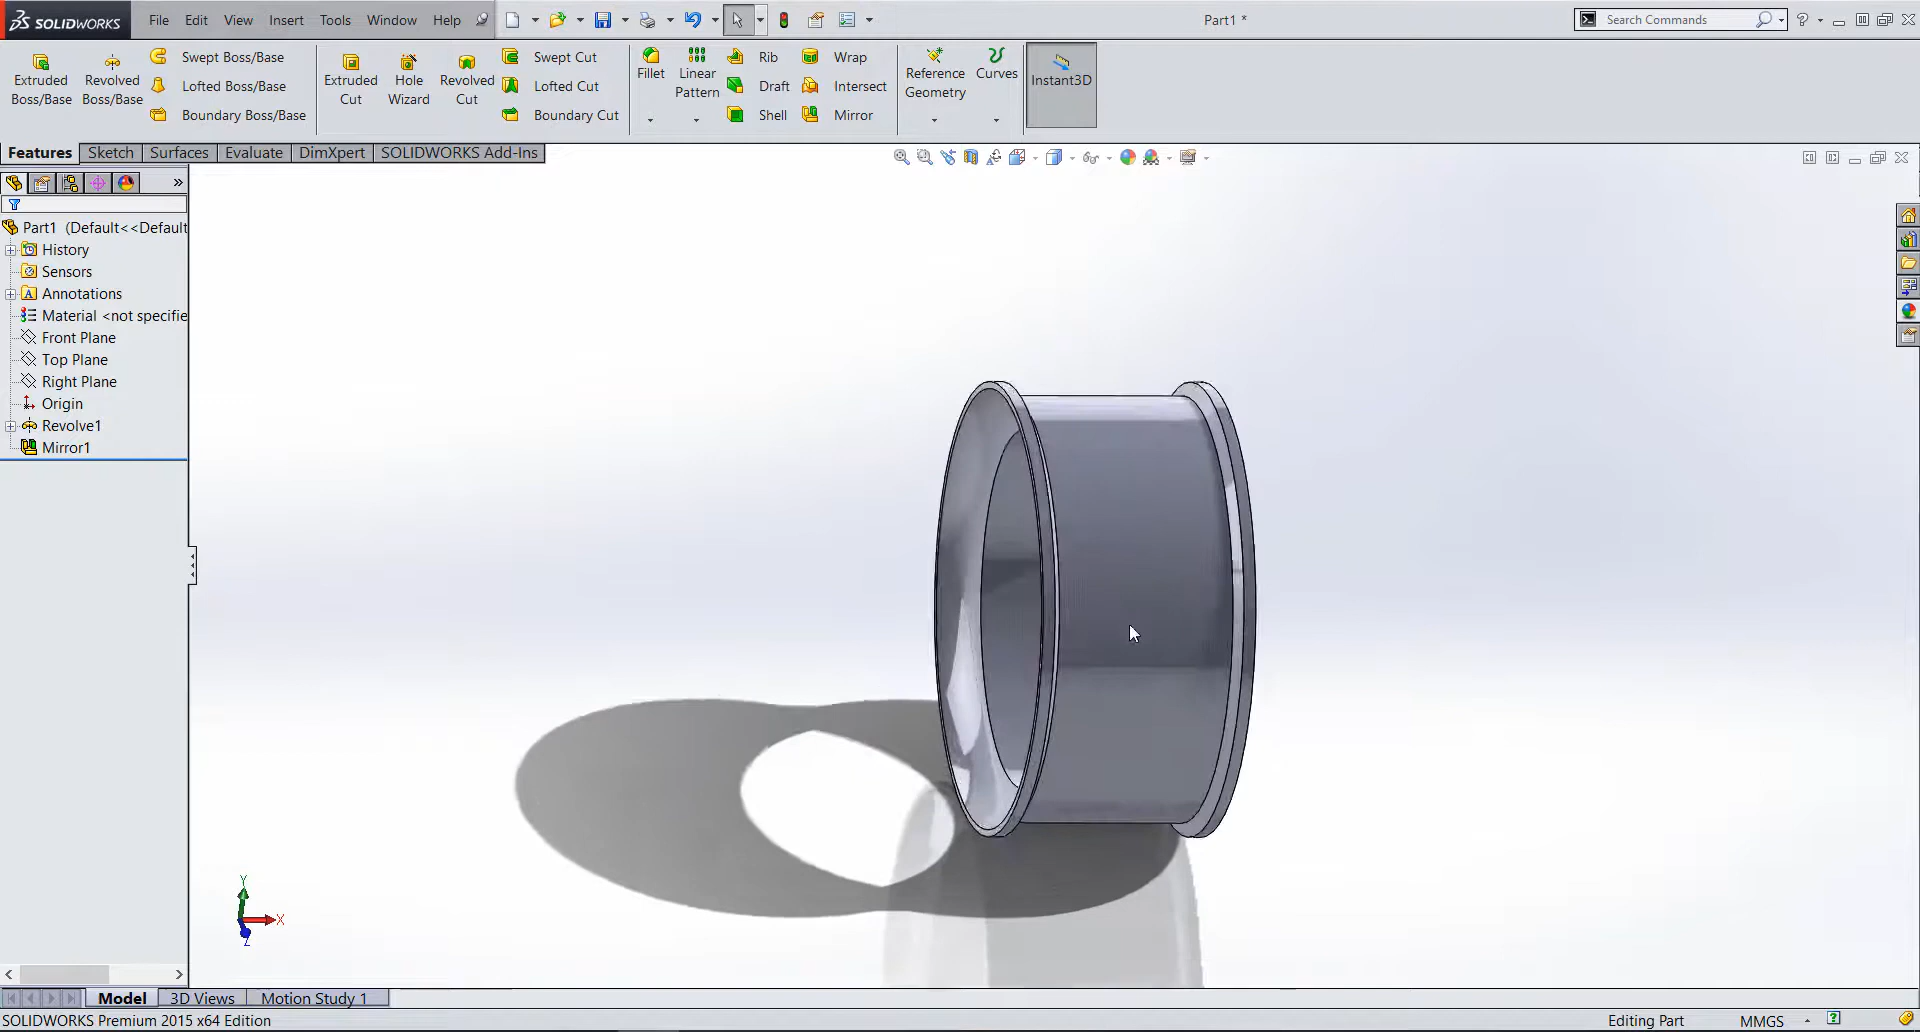 SOLIDWORKS File Edit View Insert Tools Window Help Part1 * Search Commands
Extruded Boss/Base
Revolved Boss/Base
Swept Boss/Base
Lofted Boss/Base
Boundary Boss/Base
Extruded Cut
Hole Wizard
Revolved Cut
Swept Cut
Lofted Cut
Boundary Cut
Fillet
Linear Pattern
Rib
Draft
Shell
Wrap
Intersect
Mirror
Reference Geometry
Curves
Instant3D
Features Sketch Surfaces Evaluate DimXpert SOLIDWORKS Add-Ins
Part1 (Default<<Default
History
Sensors
Annotations
Material <not specifie
Front Plane
Top Plane
Right Plane
Origin
Revolve1
Mirror1
Y
X
Z
Model 3D Views Motion Study 1
SOLIDWORKS Premium 2015 x64 Edition Editing Part MMGS